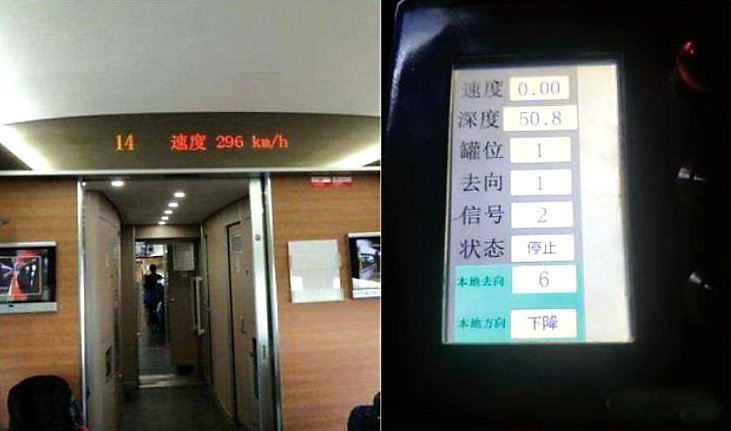 14 速度 296 km/h
速度 0.00
深度 50.8
罐位 1
去向 1
信号 2
状态 停止
本地去向 6
本地方向 下降